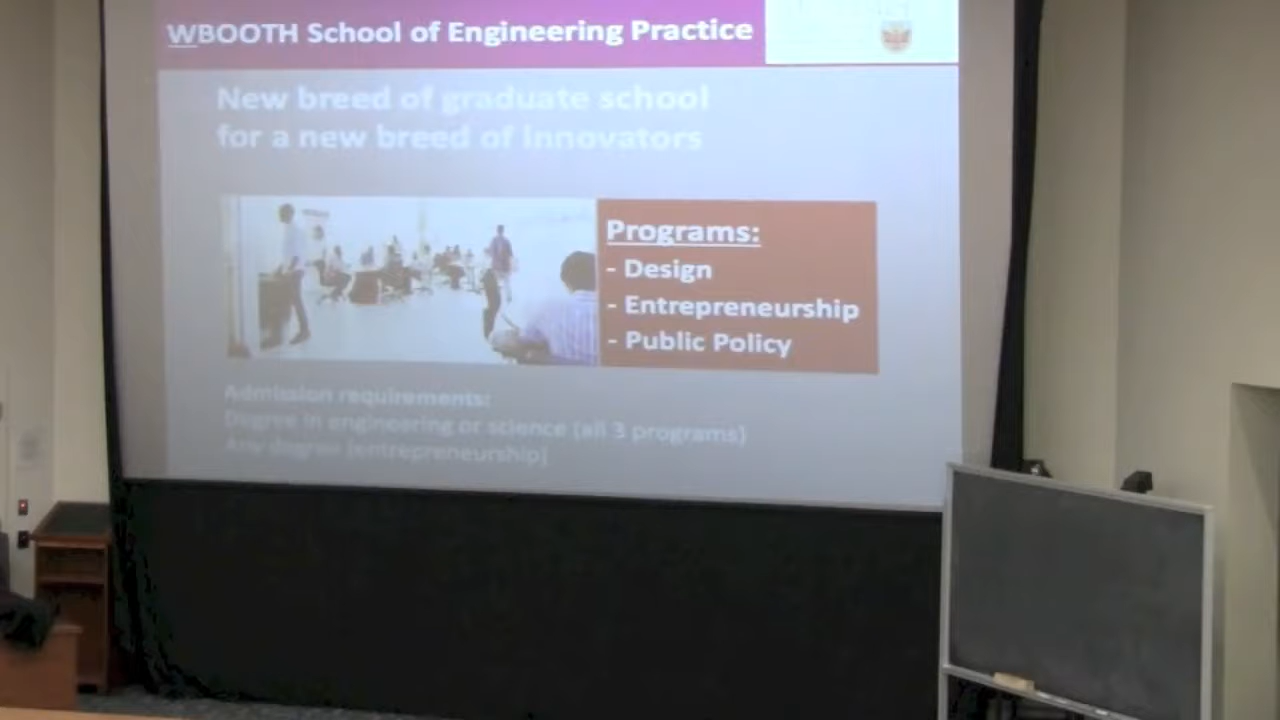 WBOOTH School of Engineering Practice
New breed of graduate school
for a new breed of innovators
Programs:
- Design
- Entrepreneurship
- Public Policy
Admission requirements:
Degree in engineering or science (all 3 programs)
Any degree (entrepreneurship)